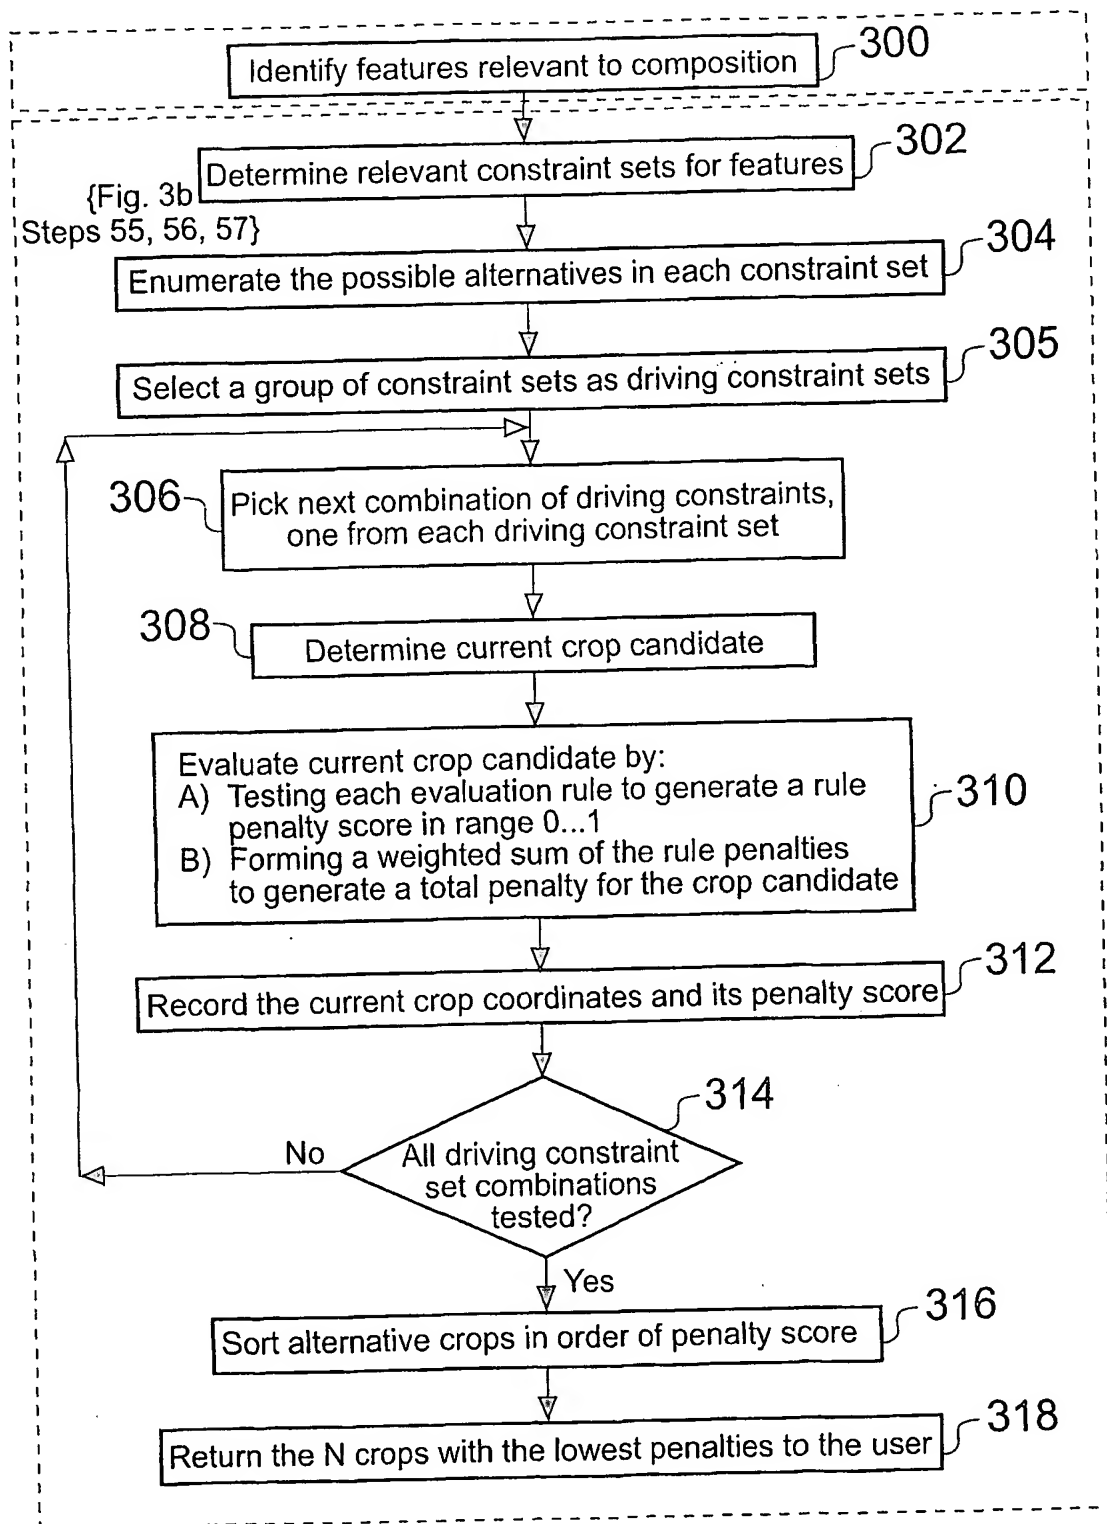 Identify features relevant to composition
300
Determine relevant constraint sets for features
302
{Fig. 3b
Steps 55, 56, 57}
Enumerate the possible alternatives in each constraint set
304
Select a group of constraint sets as driving constraint sets
305
306
Pick next combination of driving constraints,
one from each driving constraint set
308
Determine current crop candidate
Evaluate current crop candidate by:
A) Testing each evaluation rule to generate a rule
penalty score in range 0...1
B) Forming a weighted sum of the rule penalties
to generate a total penalty for the crop candidate
310
Record the current crop coordinates and its penalty score
312
314
No
All driving constraint
set combinations
tested?
Yes
Sort alternative crops in order of penalty score
316
Return the N crops with the lowest penalties to the user
318